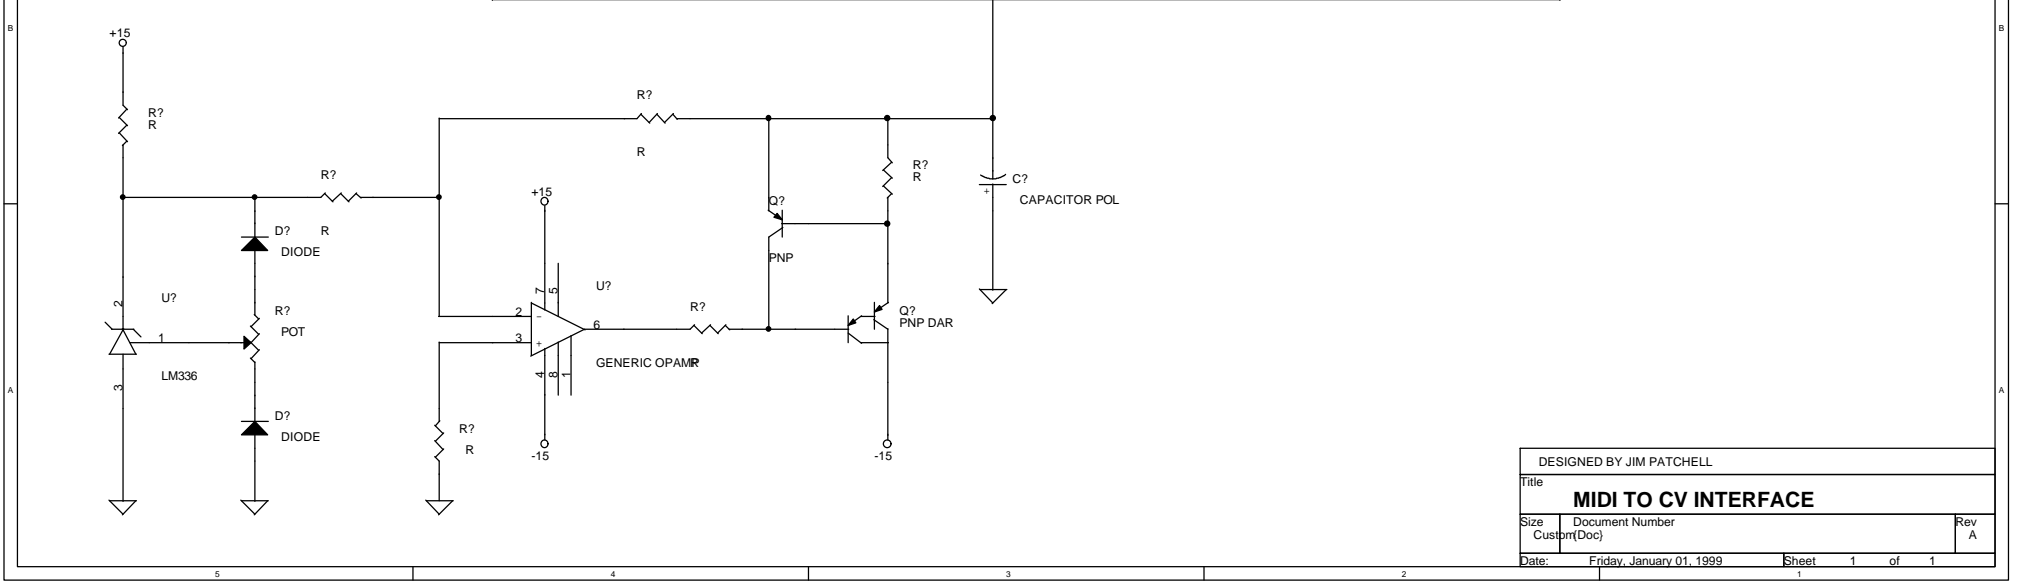 B
B
+15
R?
R
R?
R
R?
R
R?
R
C?
+
CAPACITOR POL
+15
Q?
PNP
D?
DIODE
U?
2
1
3
LM336
R?
POT
D?
DIODE
7
5
U?
2
-
3
+
6
4
8
1
GENERIC OPAMP
R?
R
Q?
PNP DAR
R?
R
-15
-15
A
A
DESIGNED BY JIM PATCHELL
Title
MIDI TO CV INTERFACE
Size
Document Number
Rev
Custom
{Doc}
A
Date:
Friday, January 01, 1999
Sheet
1 of 1
5
4
3
2
1